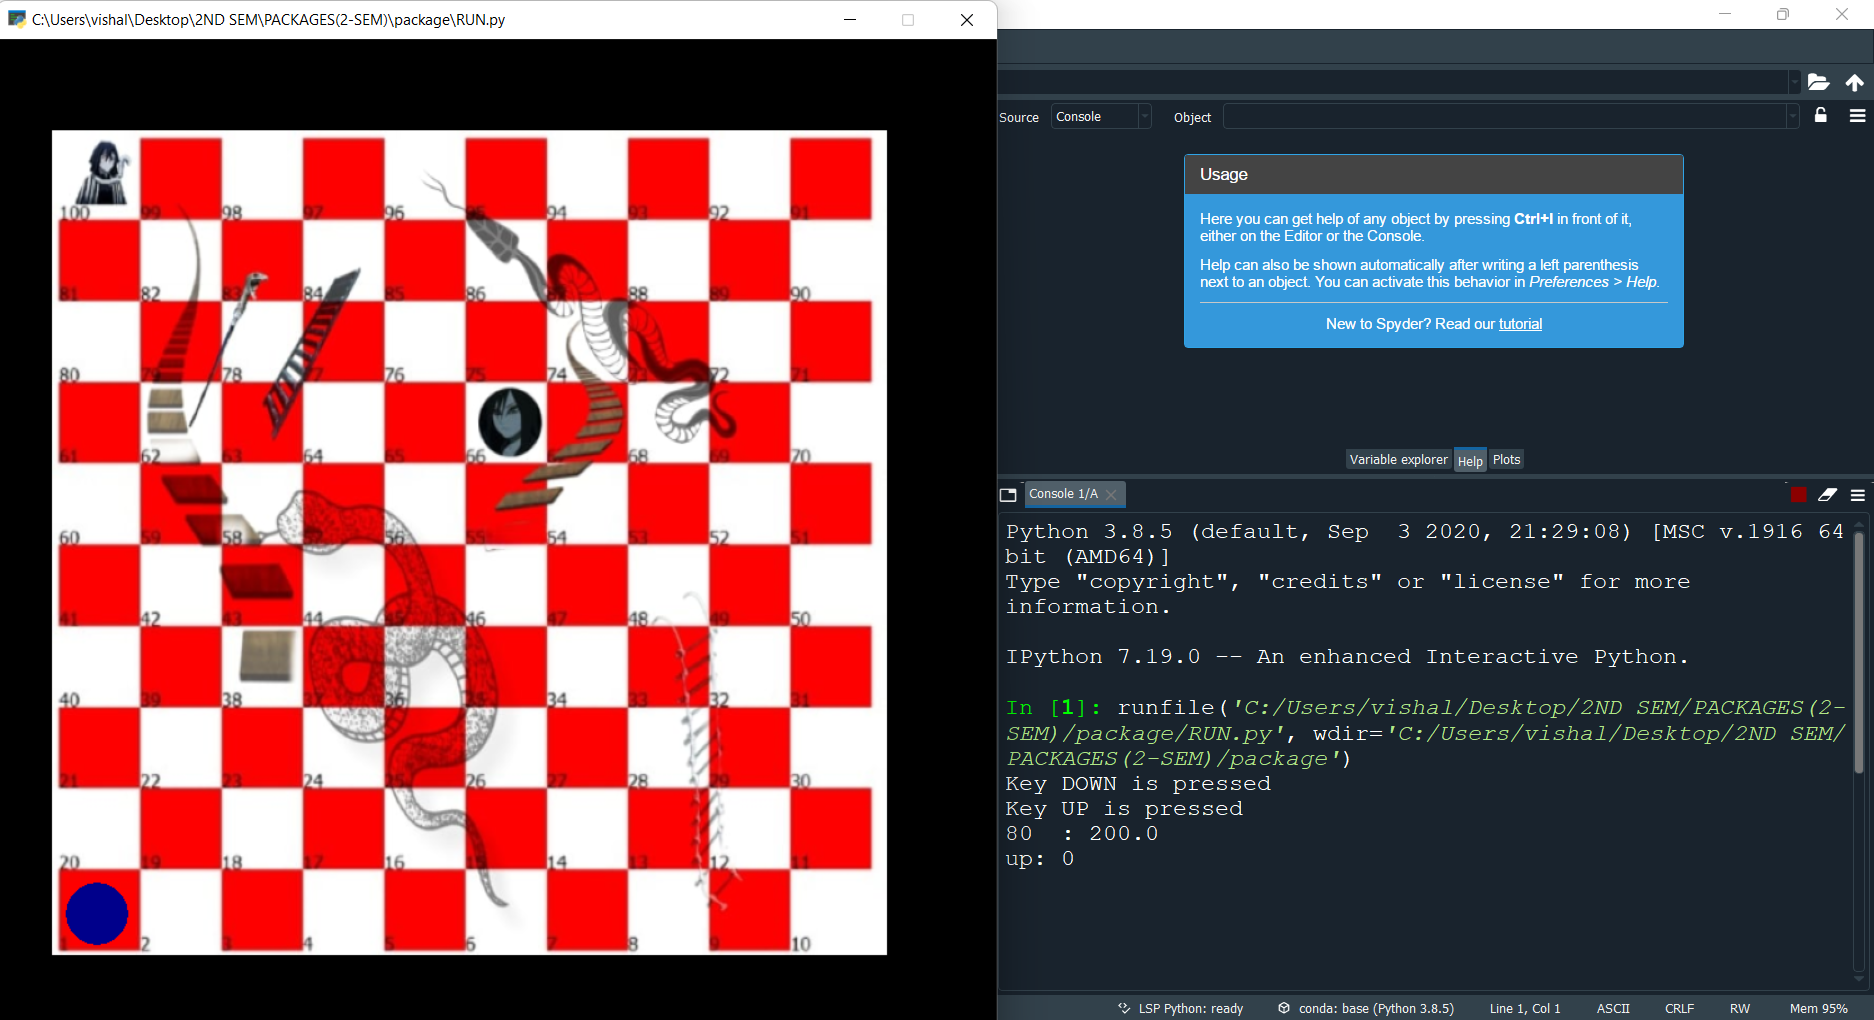 C:\Users\vishal\Desktop\2ND SEM\PACKAGES(2-SEM)\package\RUN.py
100 99 98 97 96 95 94 93 92 91
81 82 83 84 85 86 88 89 90
80 79 78 77 76 75 74 73 72 71
61 62 63 64 65 66 68 69 70
60 58 57 56 55 54 53 52 51
41 42 43 44 45 46 47 48 49 50
40 39 38 37 36 35 34 33 32 31
21 22 23 24 25 26 27 28 29 30
20 19 18 17 16 15 14 13 12 11
1 2 3 4 5 6 7 8 9 10
Source Console Object
Usage
Here you can get help of any object by pressing Ctrl+I in front of it,
either on the Editor or the Console.
Help can also be shown automatically after writing a left parenthesis
next to an object. You can activate this behavior in Preferences > Help.
New to Spyder? Read our tutorial
Variable explorer Help Plots
Console 1/A
Python 3.8.5 (default, Sep  3 2020, 21:29:08) [MSC v.1916 64
bit (AMD64)]
Type "copyright", "credits" or "license" for more
information.
IPython 7.19.0 -- An enhanced Interactive Python.
In [1]: runfile('C:/Users/vishal/Desktop/2ND SEM/PACKAGES(2-
SEM)/package/RUN.py', wdir='C:/Users/vishal/Desktop/2ND SEM/
PACKAGES(2-SEM)/package')
Key DOWN is pressed
Key UP is pressed
80  : 200.0
up: 0
LSP Python: ready conda: base (Python 3.8.5) Line 1, Col 1 ASCII CRLF RW Mem 95%